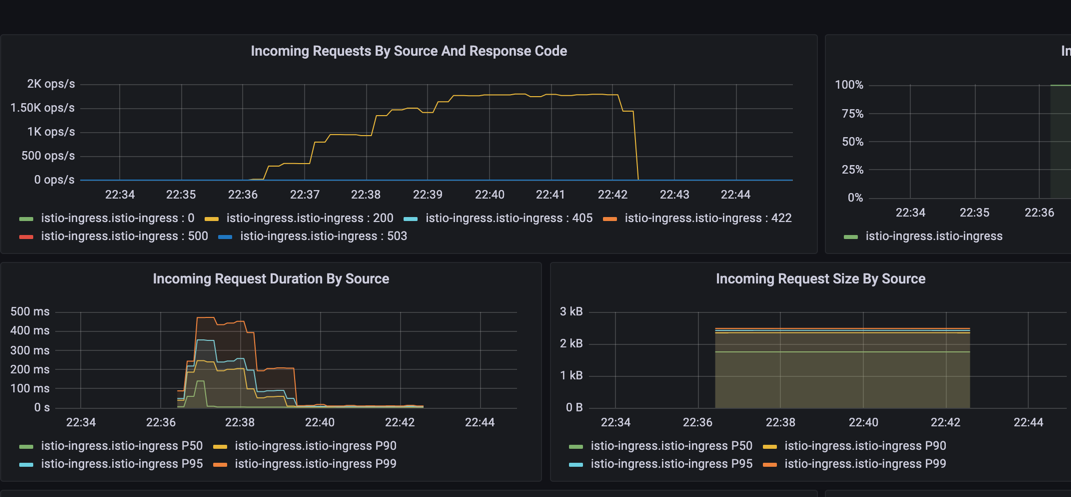 Incoming Requests By Source And Response Code
2K ops/s
1.50K ops/s
1K ops/s
500 ops/s
0 ops/s
22:34 22:35 22:36 22:37 22:38 22:39 22:40 22:41 22:42 22:43 22:44
istio-ingress.istio-ingress : 0 istio-ingress.istio-ingress : 200 istio-ingress.istio-ingress : 405 istio-ingress.istio-ingress : 422
istio-ingress.istio-ingress : 500 istio-ingress.istio-ingress : 503
100%
75%
50%
25%
0%
22:34 22:35 22:36
istio-ingress.istio-ingress
Incoming Request Duration By Source
500 ms
400 ms
300 ms
200 ms
100 ms
0 s
22:34 22:36 22:38 22:40 22:42 22:44
istio-ingress.istio-ingress P50 istio-ingress.istio-ingress P90
istio-ingress.istio-ingress P95 istio-ingress.istio-ingress P99
Incoming Request Size By Source
3 kB
2 kB
1 kB
0 B
22:34 22:36 22:38 22:40 22:42 22:44
istio-ingress.istio-ingress P50 istio-ingress.istio-ingress P90
istio-ingress.istio-ingress P95 istio-ingress.istio-ingress P99